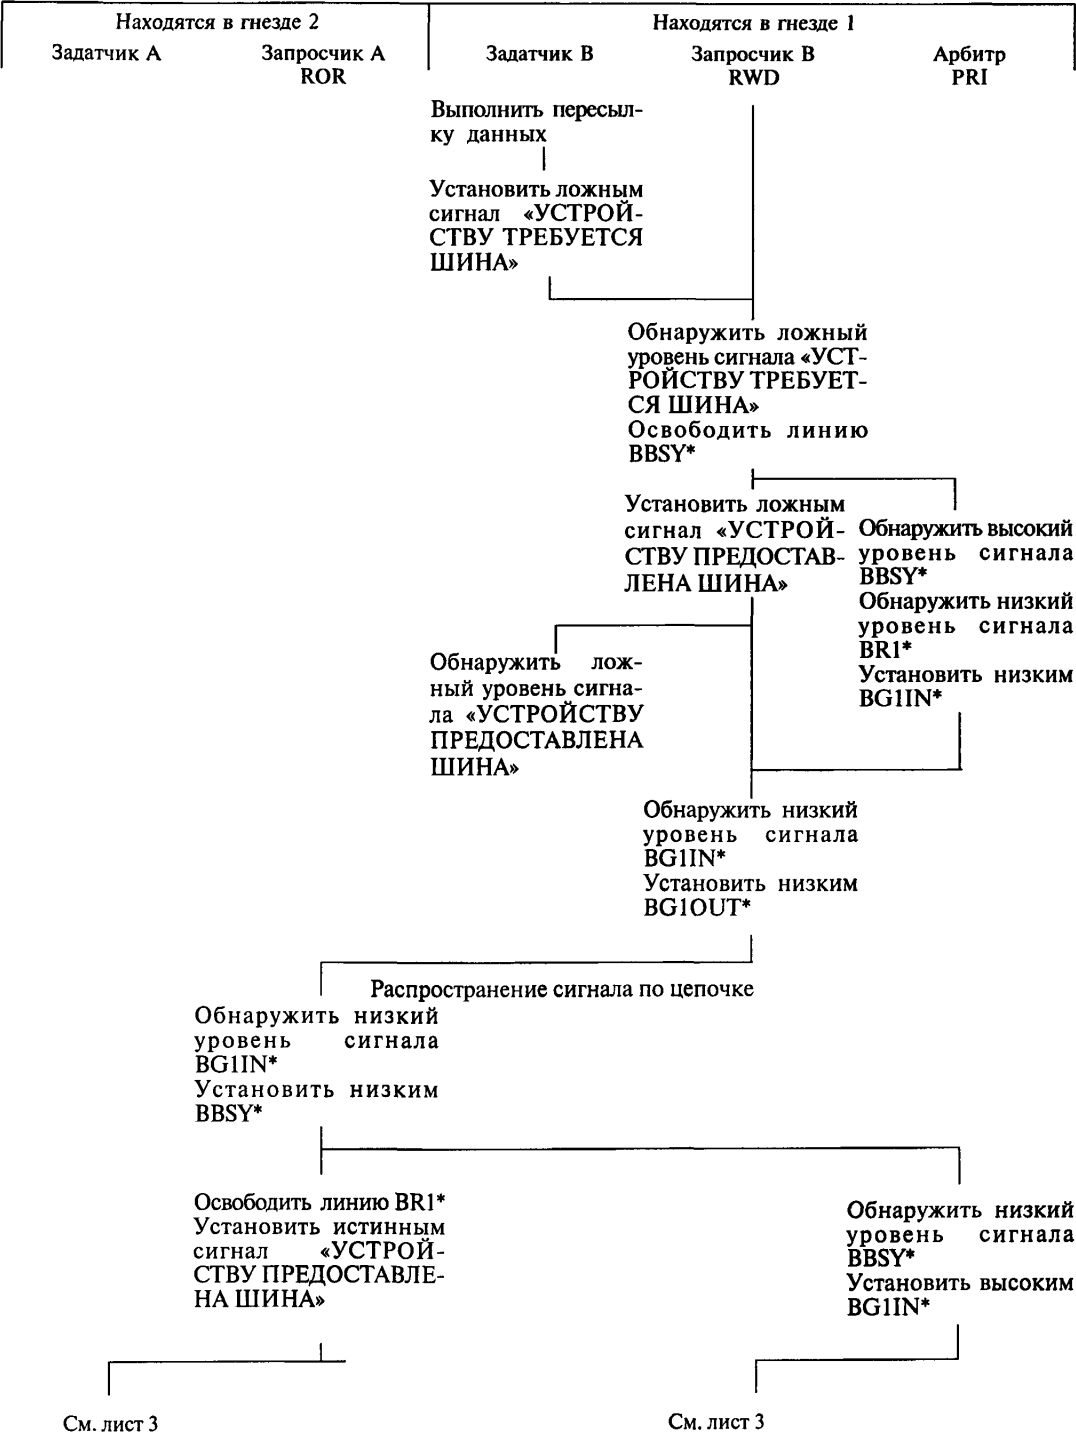 Находятся в гнезде 2
Находятся в гнезде 1
Задатчик A
Запросчик A
ROR
Задатчик B
Запросчик B
RWD
Арбитр
PRI
Выполнить пересыл-
ку данных
Установить ложным
сигнал «УСТРОЙ-
СТВУ ТРЕБУЕТСЯ
ШИНА»
Обнаружить ложный
уровень сигнала «УСТ-
РОЙСТВУ ТРЕБУЕТ-
СЯ ШИНА»
Освободить линию
BBSY*
Установить ложным
сигнал «УСТРОЙ-
СТВУ ПРЕДОСТАВ-
ЛЕНА ШИНА»
Обнаружить высокий
уровень сигнала
BBSY*
Обнаружить низкий
уровень сигнала
BR1*
Установить низким
BG1IN*
Обнаружить лож-
ный уровень сигна-
ла «УСТРОЙСТВУ
ПРЕДОСТАВЛЕНА
ШИНА»
Обнаружить низкий
уровень сигнала
BG1IN*
Установить низким
BG1OUT*
Распространение сигнала по цепочке
Обнаружить низкий
уровень сигнала
BG1IN*
Установить низким
BBSY*
Освободить линию BR1*
Установить истинным
сигнал «УСТРОЙ-
СТВУ ПРЕДОСТАВЛЕ-
НА ШИНА»
Обнаружить низкий
уровень сигнала
BBSY*
Установить высоким
BG1IN*
См. лист 3
См. лист 3